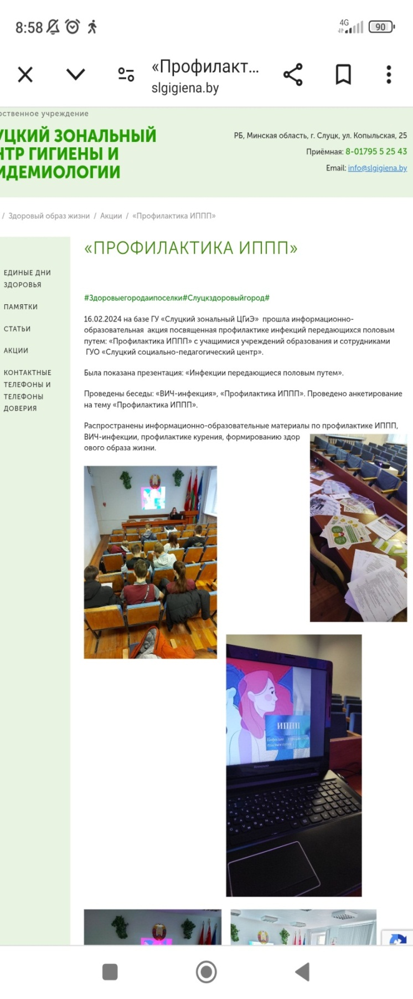 8:58
4G
90
«Профилакт...
slgigiena.by
рственное учреждение
УЦКИЙ ЗОНАЛЬНЫЙ
НТР ГИГИЕНЫ И
ИДЕМИОЛОГИИ
РБ, Минская область, г. Слуцк, ул. Копыльская, 25
Приёмная: 8-01795 5 25 43
Email: info@slgigiena.by
/ Здоровый образ жизни / Акции / «Профилактика ИППП»
ЕДИНЫЕ ДНИ
ЗДОРОВЬЯ
ПАМЯТКИ
СТАТЬИ
АКЦИИ
КОНТАКТНЫЕ
ТЕЛЕФОНЫ И
ТЕЛЕФОНЫ
ДОВЕРИЯ
«ПРОФИЛАКТИКА ИППП»
#Здоровыегородаипоселки#Слуцкздоровыйгород#
16.02.2024 на базе ГУ «Слуцкий зональный ЦГиЭ» прошла информационно-
образовательная акция посвященная профилактике инфекций передающихся половым
путем: «Профилактика ИППП» с учащимися учреждений образования и сотрудниками
ГУО «Слуцкий социально-педагогический центр».
Была показана презентация: «Инфекции передающиеся половым путем».
Проведены беседы: «ВИЧ-инфекция», «Профилактика ИППП». Проведено анкетирование
на тему «Профилактика ИППП».
Распространены информационно-образовательные материалы по профилактике ИППП,
ВИЧ-инфекции, профилактике курения, формированию здор
ового образа жизни.
ИППП